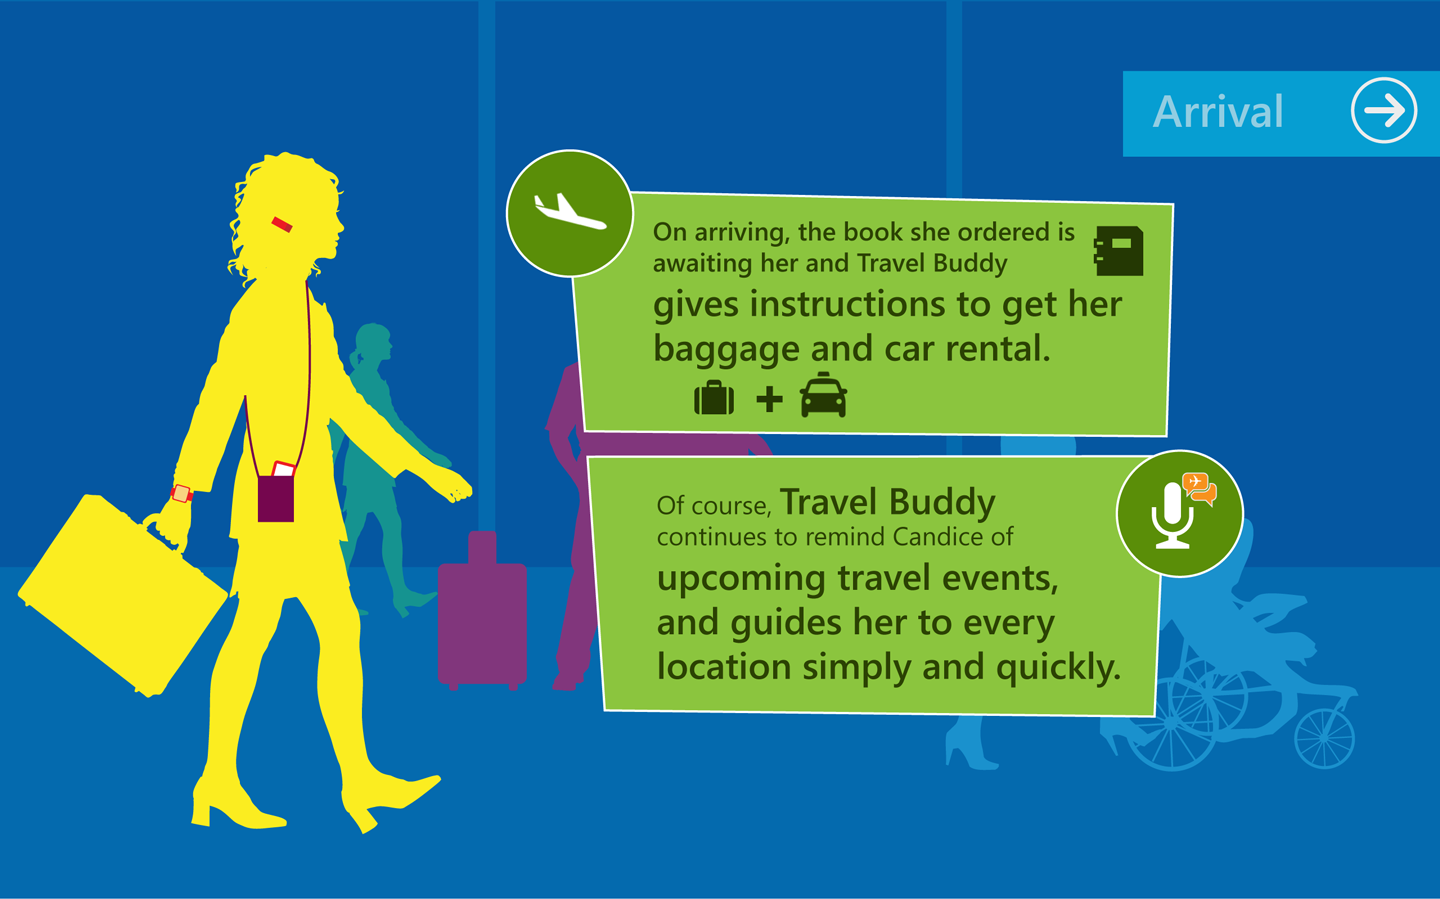 Arrival
On arriving, the book she ordered is
awaiting her and Travel Buddy
gives instructions to get her
baggage and car rental.
Of course, Travel Buddy
continues to remind Candice of
upcoming travel events,
and guides her to every
location simply and quickly.